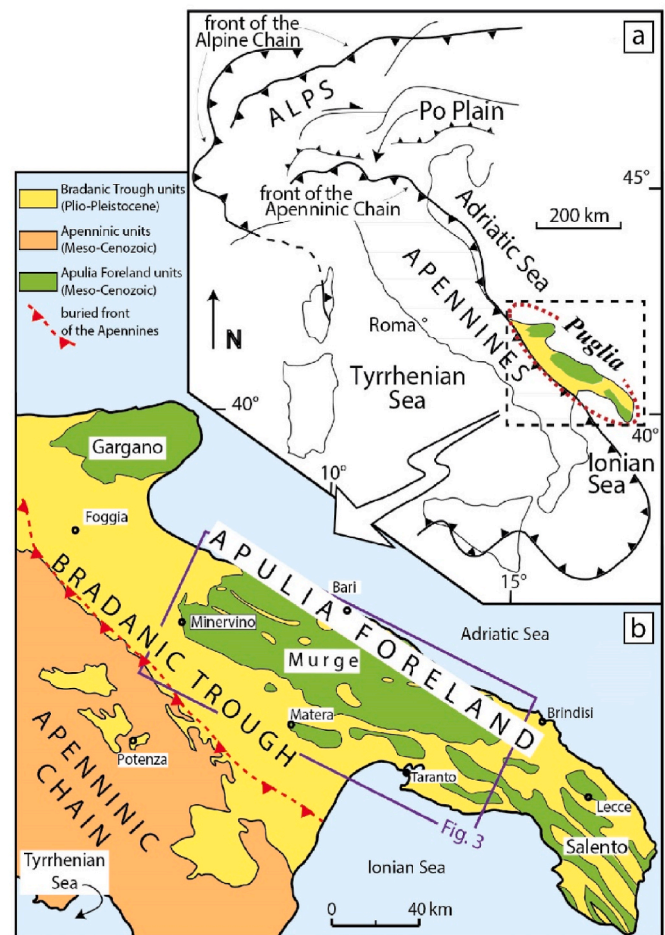 front of the
Alpine Chain
a
ALPS
Po Plain
front of the
Apenninic Chain
45°
Adriatic Sea
200 km
APENNINES
Roma
Puglia
N
Tyrrhenian
Sea
40°
40°
10°
Ionian
Sea
15°
Bradanic Trough units
(Plio-Pleistocene)
Apenninic units
(Meso-Cenozoic)
Apulia Foreland units
(Meso-Cenozoic)
buried front
of the Apennines
Gargano
Foggia
b
BRADANIC TROUGH
APULIA FORELAND
Bari
Adriatic Sea
Minervino
Murge
Matera
Brindisi
APENNINIC
CHAIN
Potenza
Taranto
Lecce
Fig. 3
Salento
Tyrrhenian
Sea
Ionian Sea
0 40 km